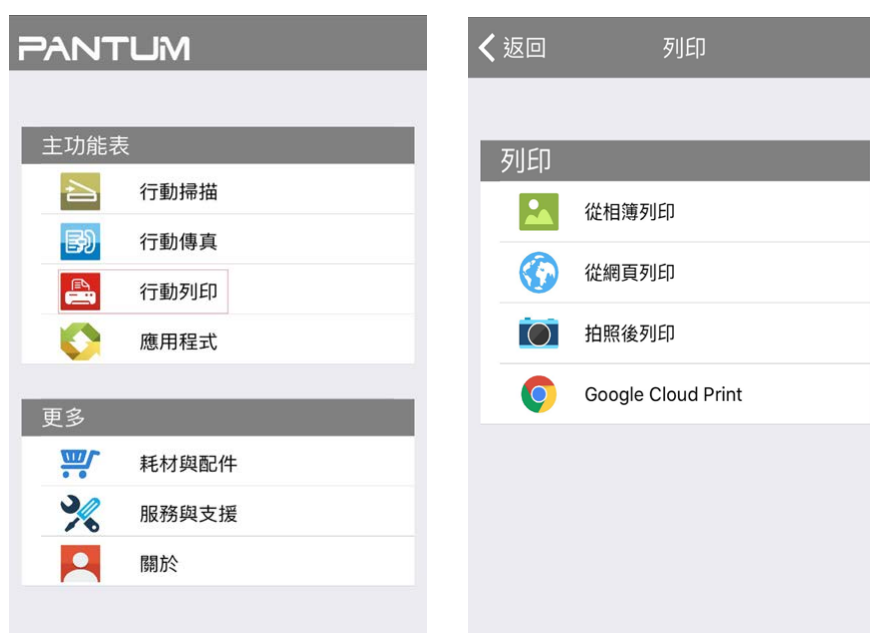 PANTUM
主功能表
行動掃描
行動傳真
行動列印
應用程式
更多
耗材與配件
服務與支援
關於
返回 列印
列印
從相簿列印
從網頁列印
拍照後列印
Google Cloud Print